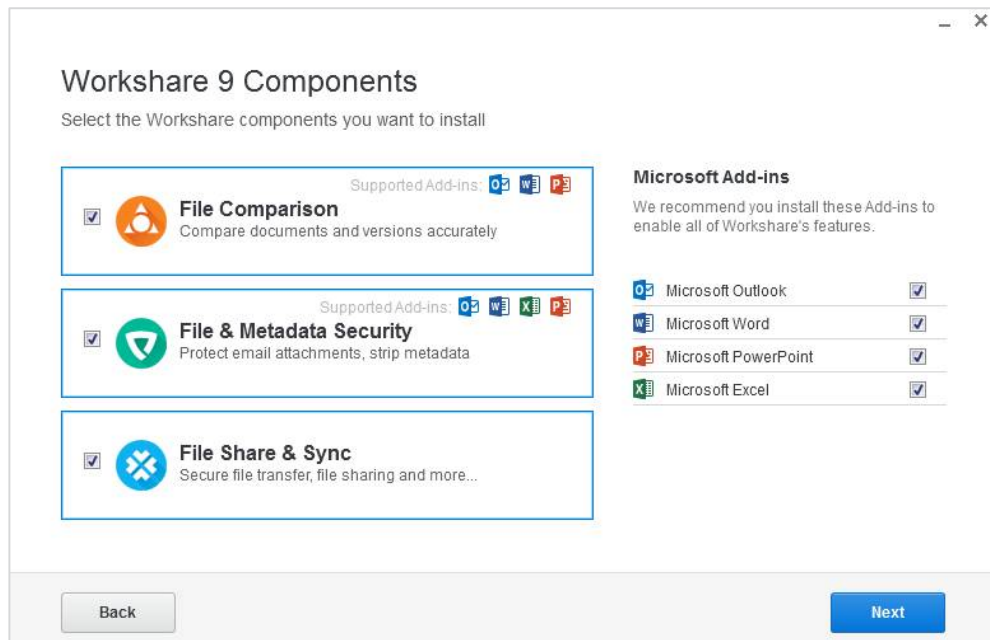 Workshare 9 Components
Select the Workshare components you want to install
Supported Add-ins:
File Comparison
Compare documents and versions accurately
Supported Add-ins:
File & Metadata Security
Protect email attachments, strip metadata
File Share & Sync
Secure file transfer, file sharing and more...
Microsoft Add-ins
We recommend you install these Add-ins to
enable all of Workshare's features.
Microsoft Outlook
Microsoft Word
Microsoft PowerPoint
Microsoft Excel
Back
Next